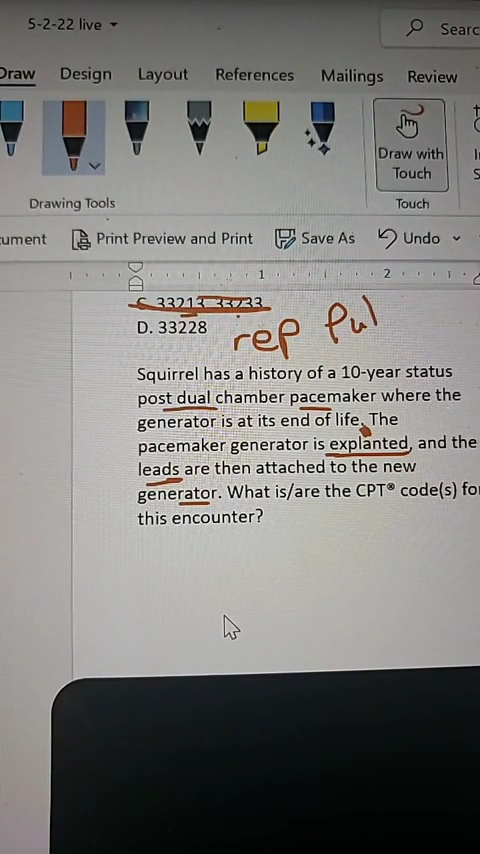 5-2-22 live
Searc
Draw
Design
Layout
References
Mailings
Review
Draw with
Touch
Drawing Tools
Touch
ument
Print Preview and Print
Save As
Undo
1
2
C. 33213 33233
D. 33228
rep Pul
Squirrel has a history of a 10-year status
post dual chamber pacemaker where the
generator is at its end of life. The
pacemaker generator is explanted, and the
leads are then attached to the new
generator. What is/are the CPT® code(s) fo
this encounter?